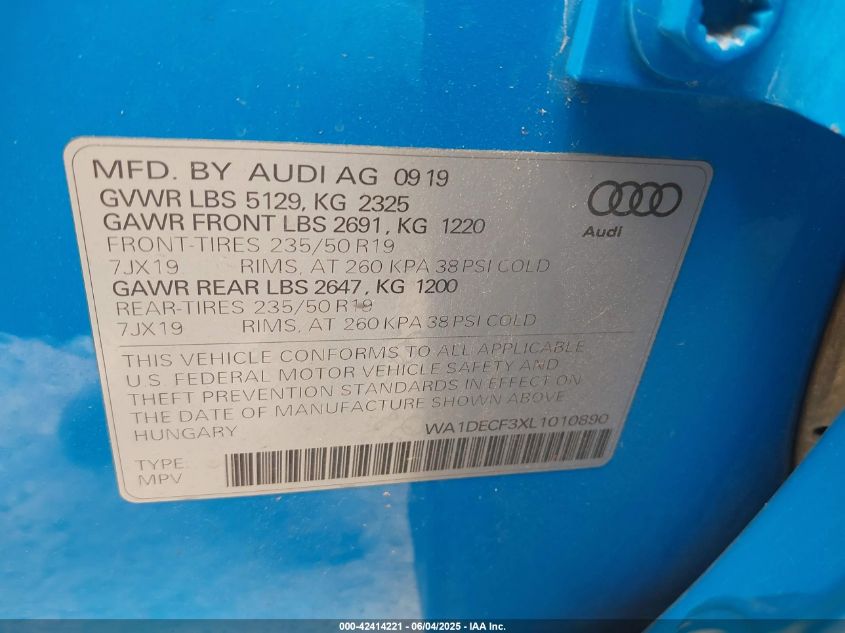 MFD. BY AUDI AG 09 19
GVWR LBS 5129, KG 2325
GAWR FRONT LBS 2691, KG 1220
FRONT-TIRES 235/50 R19
7JX19 RIMS, AT 260 KPA 38 PSI COLD
GAWR REAR LBS 2647, KG 1200
REAR-TIRES 235/50 R19
7JX19 RIMS, AT 260 KPA 38 PSI COLD
Audi
THIS VEHICLE CONFORMS TO ALL APPLICABLE
U.S. FEDERAL MOTOR VEHICLE SAFETY AND
THEFT PREVENTION STANDARDS IN EFFECT ON
THE DATE OF MANUFACTURE SHOWN ABOVE
HUNGARY WA1DECF3XL1010890
TYPE:
MPV
000-42414221 - 06/04/2025 - IAA Inc.